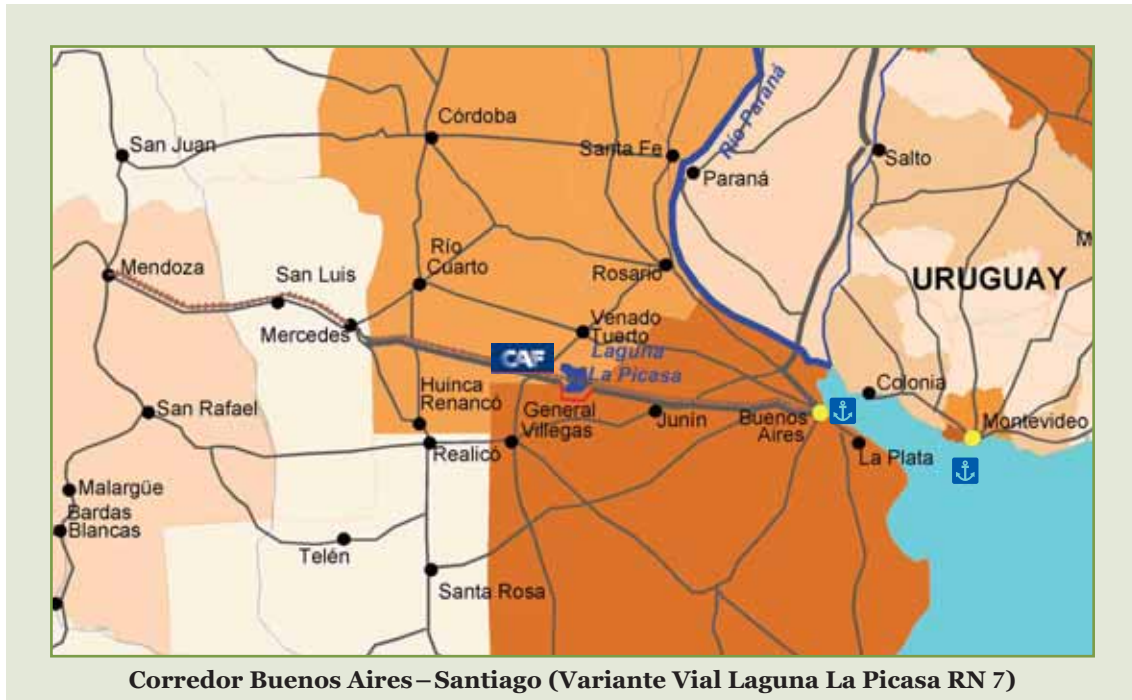 Córdoba
San Juan
Santa Fe
Río Paraná
Salto
Paraná
M
Mendoza
San Luis
Río
Cuarto
Rosario
URUGUAY
Mercedes
Venado
Tuerto
CAF
Laguna
La Picasa
Huinca
Renancó
Colonia
San Rafael
General
Villegas
Junín
Buenos
Aires
Montevideo
Realicó
La Plata
Malargüe
Bardas
Blancas
Telén
Santa Rosa
Corredor Buenos Aires–Santiago (Variante Vial Laguna La Picasa RN 7)